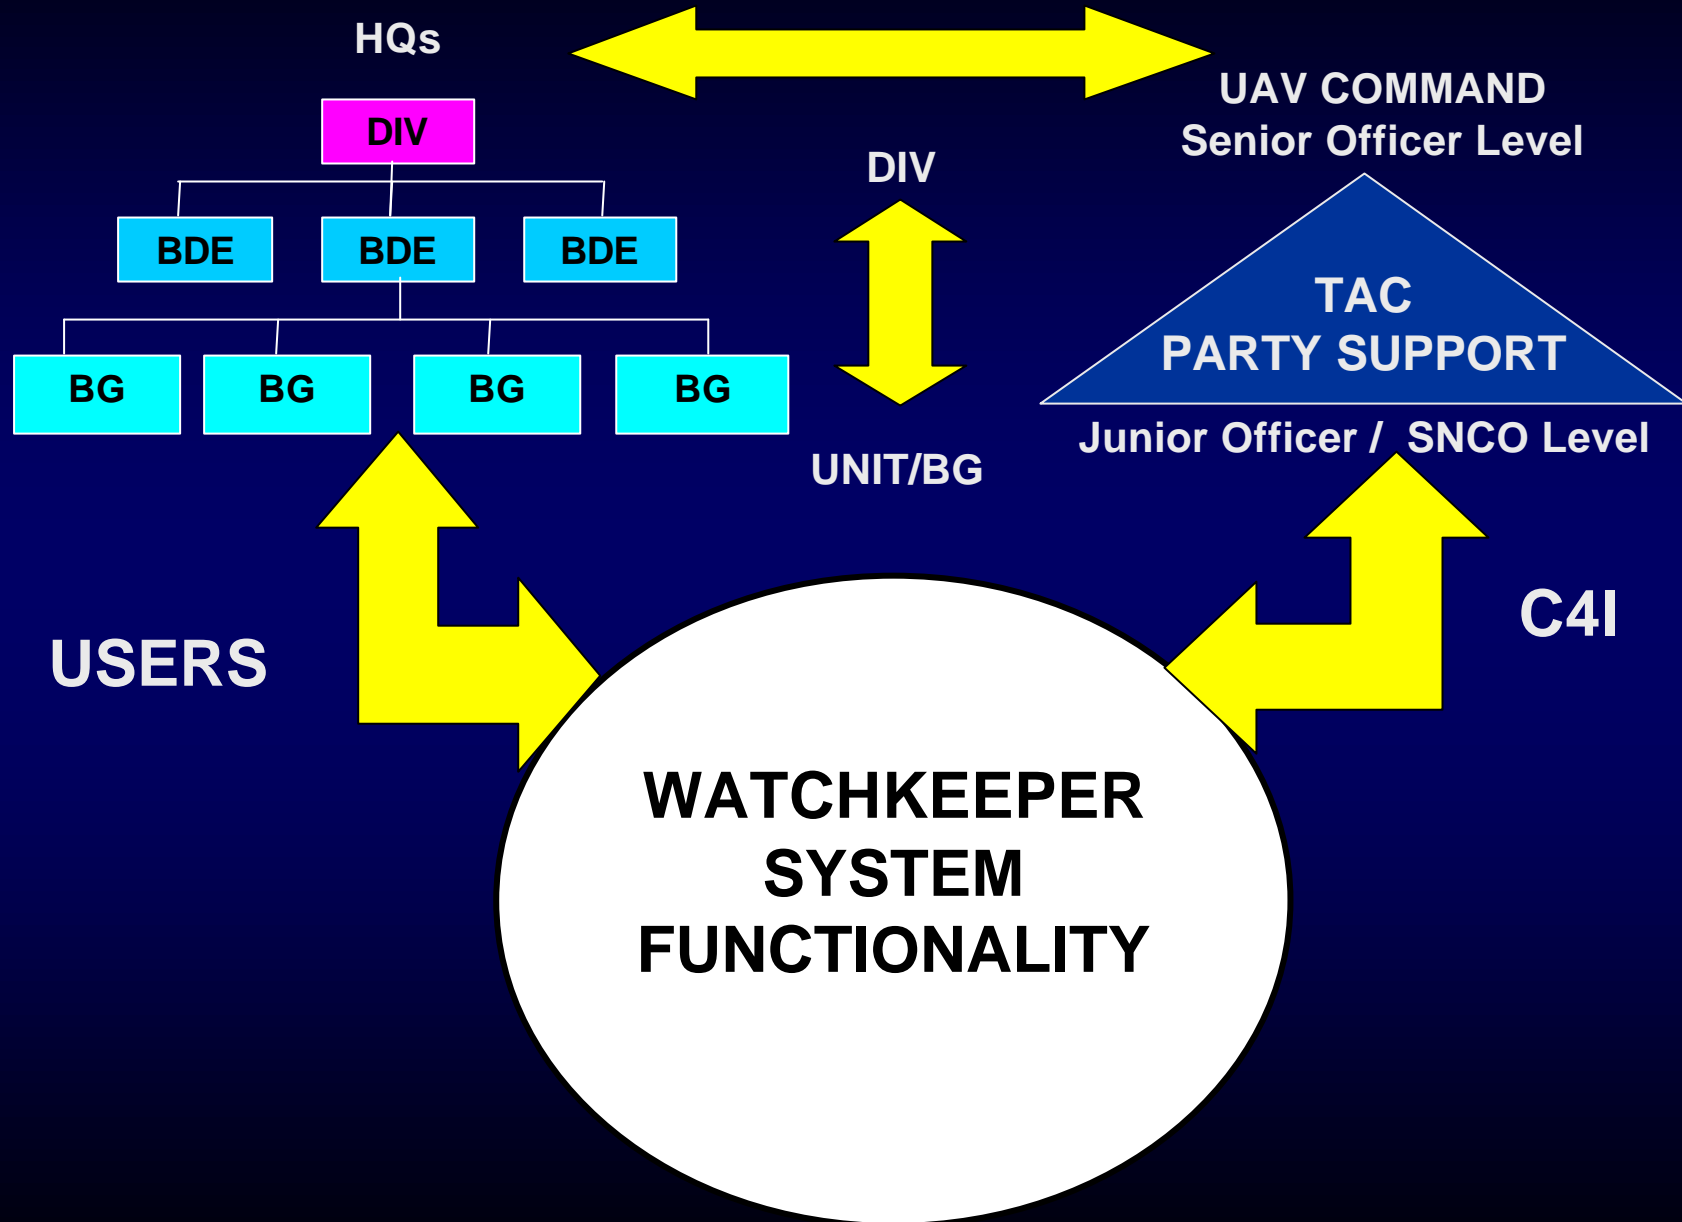 HQs
DIV
BDE BDE BDE
BG BG BG BG
DIV
UNIT/BG
UAV COMMAND
Senior Officer Level
TAC
PARTY SUPPORT
Junior Officer / SNCO Level
USERS
C4I
WATCHKEEPER
SYSTEM
FUNCTIONALITY